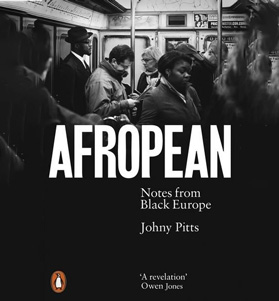 AFROPEAN
Notes from
Black Europe
Johny Pitts
‘A revelation’
Owen Jones